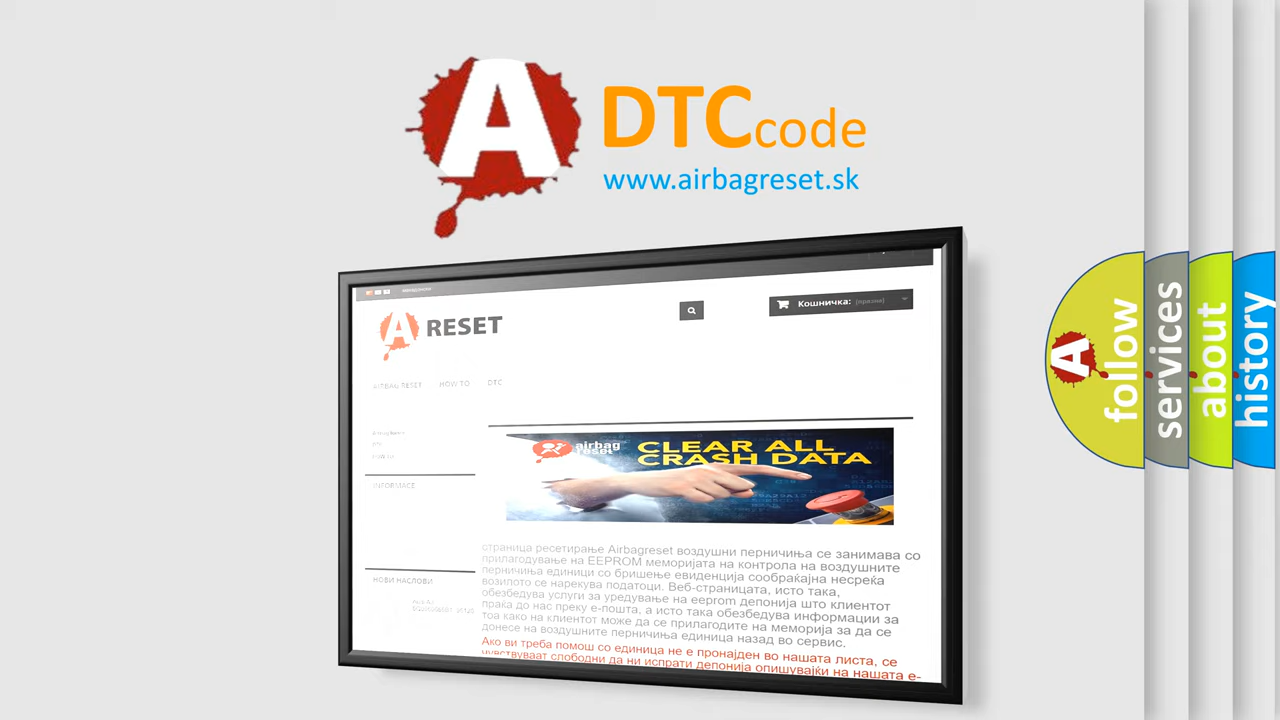 A
DTC code
www.airbagreset.sk
A RESET
Кошничка: (празни)
AIRBAG RESET HOW TO DTC
INFORMACE
НОВИ НАСЛОВИ
airbag
reset
CLEAR ALL
CRASH DATA
страница ресетирање Airbagreset воздушни перничиња се занимава со
прилагодување на EEPROM меморијата на контрола на воздушните
перничиња единици со бришење евиденција сообраќајна несреќа
возилото се нарекува податоци. Веб-страницата, исто така,
обезбедува услуги за уредување на eeprom депонија што клиентот
праќа до нас преку е-пошта, а исто така обезбедува информации за
тоа како на клиентот може да се прилагодите на меморија за да се
донесе на воздушните перничиња единица назад во сервис.
Ако ви треба помош со единица не е пронајден во нашата листа, се
чувствуваат слободни да ни испрати депонија опишувајќи на нашата е-
A
follow
services
about
history